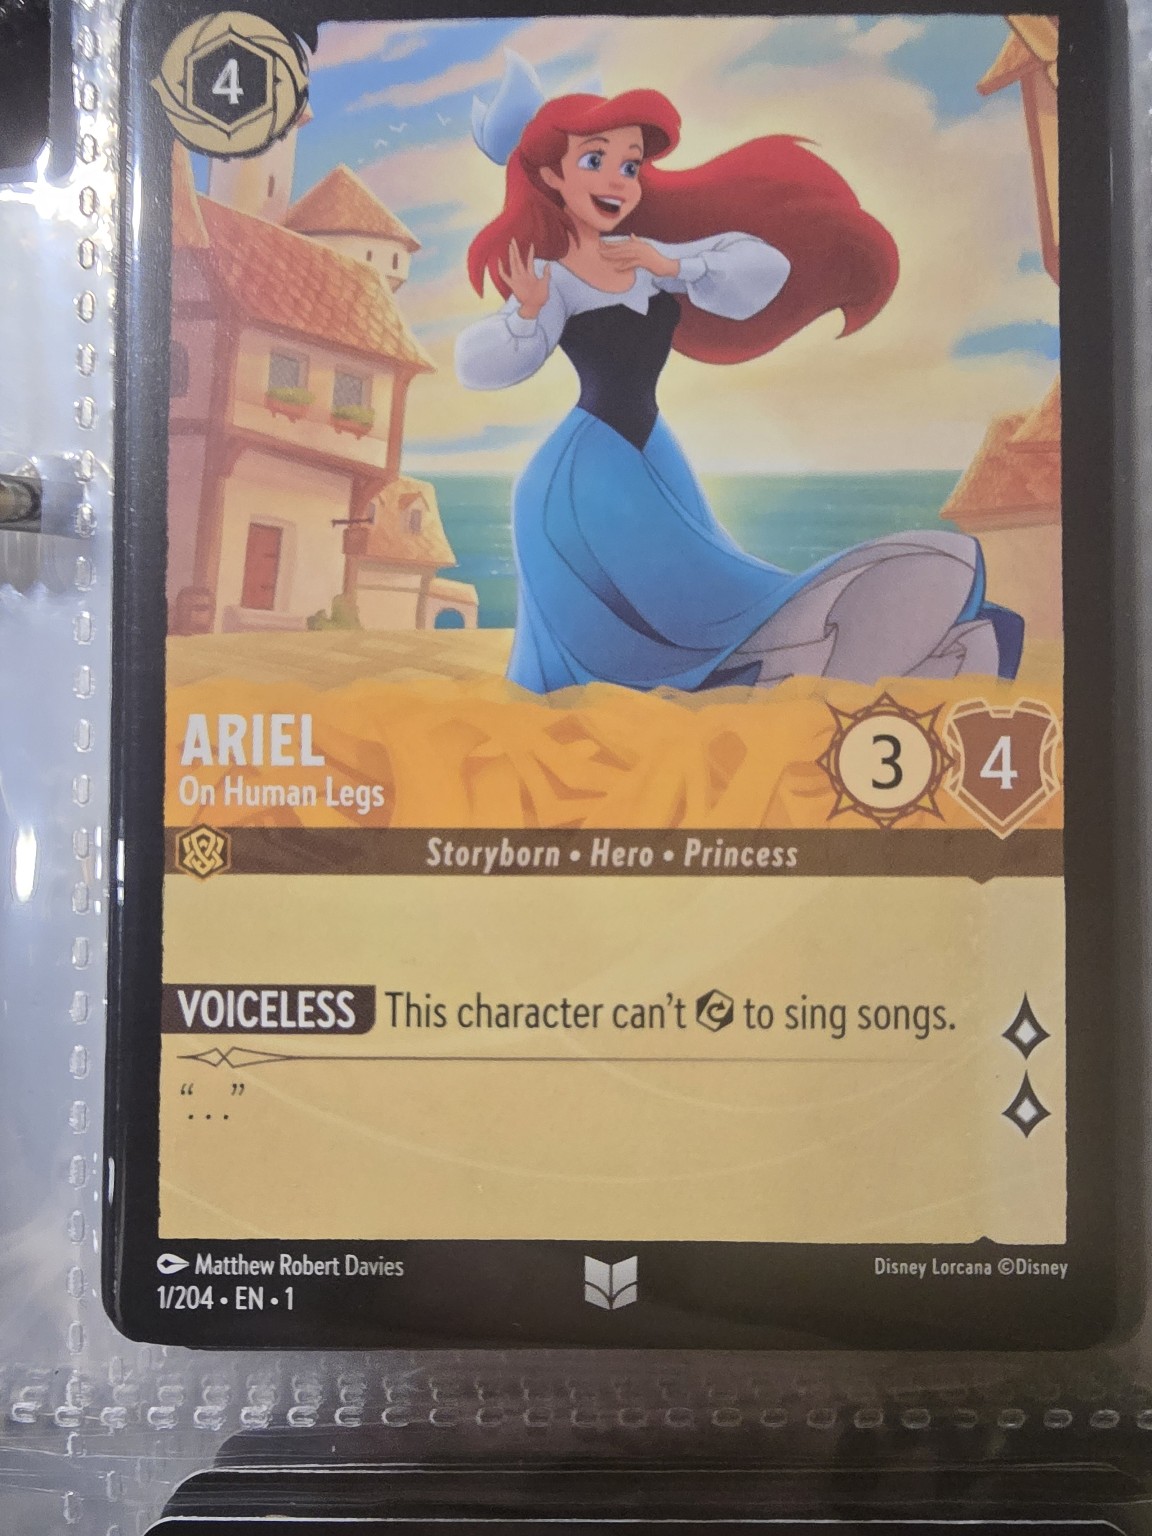 4
ARIEL
On Human Legs
3
4
Storyborn • Hero • Princess
VOICELESS This character can't to sing songs.
“...”
Matthew Robert Davies
1/204 • EN • 1
Disney Lorcana ©Disney